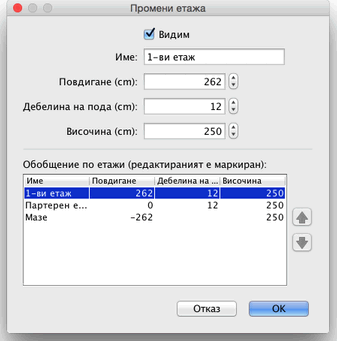 Промени етажа
Видим
Име: 1-ви етаж
Повдигане (cm): 262
Дебелина на пода (cm): 12
Височина (cm): 250
Обобщение по етажи (редактираният е маркиран):
Име Повдигане Дебелина на ... Височина
1-ви етаж 262 12 250
Партерен е... 0 12 250
Мазе -262 250
Отказ OK